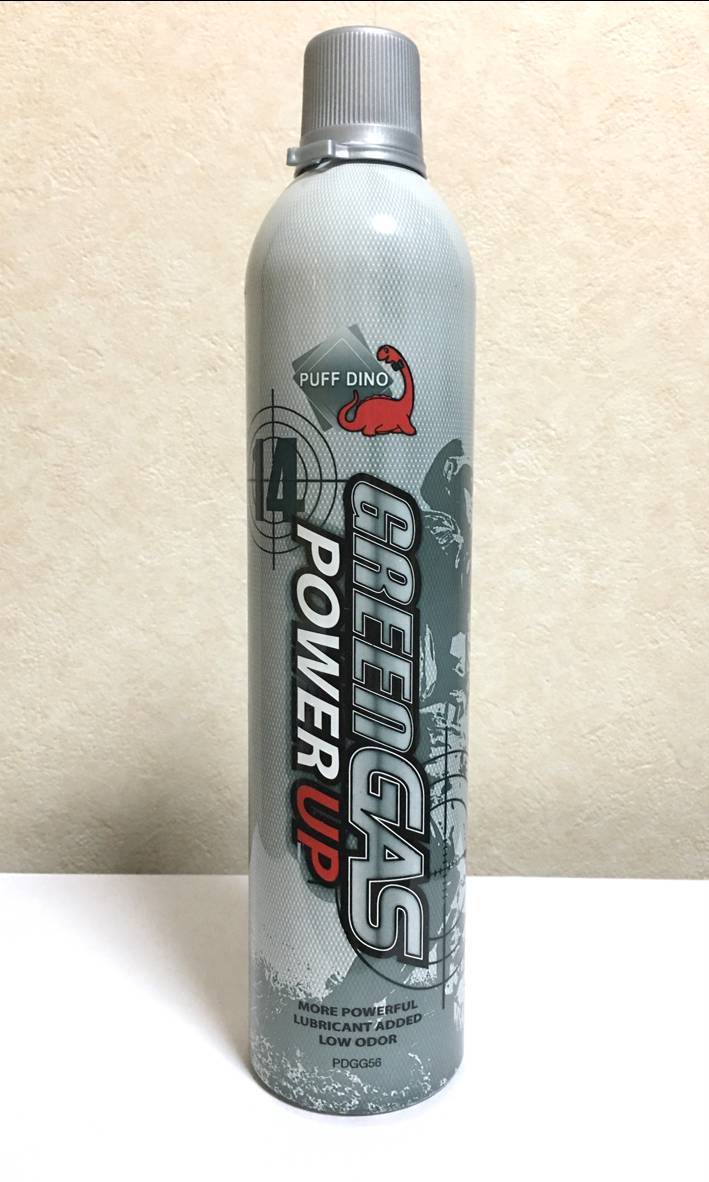 PUFF DINO
14
GREEN GAS
POWER UP
MORE POWERFUL
LUBRICANT ADDED
LOW ODOR
PDGG56